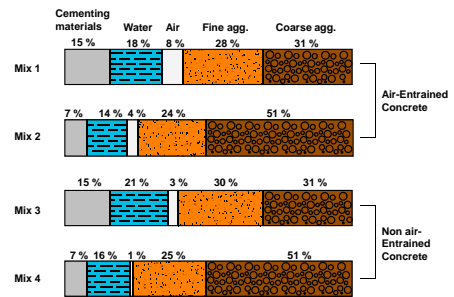 Cementing
materials Water Air Fine agg. Coarse agg.
15 % 18 % 8 % 28 % 31 %
Mix 1
Air-Entrained
Concrete
7 % 14 % 4 % 24 % 51 %
Mix 2
15 % 21 % 3 % 30 % 31 %
Mix 3
Non air-
Entrained
Concrete
7 % 16 % 1 % 25 % 51 %
Mix 4